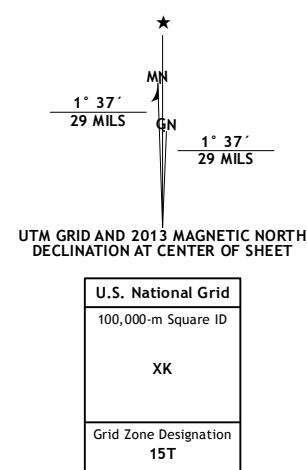 ★
MN
1° 37´
29 MILS
GN
1° 37´
29 MILS
UTM GRID AND 2013 MAGNETIC NORTH
DECLINATION AT CENTER OF SHEET
U.S. National Grid
100,000-m Square ID
XK
Grid Zone Designation
15T